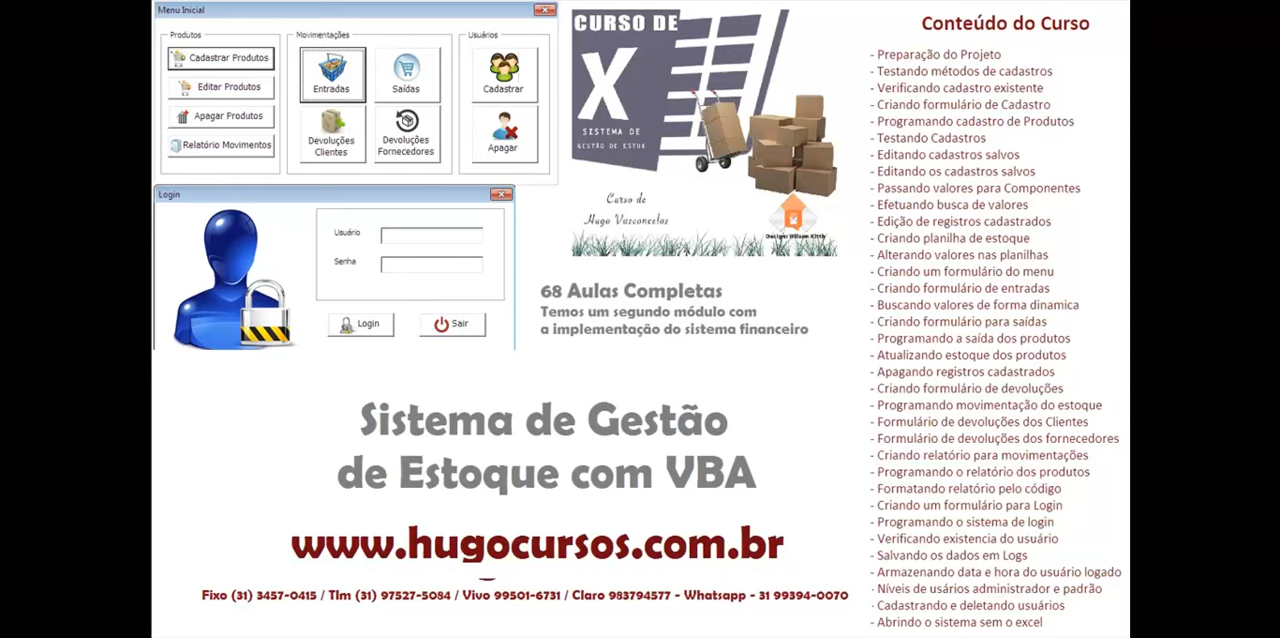 Menu Inicial
Produtos
Cadastrar Produtos
Editar Produtos
Apagar Produtos
Relatório Movimentos
Movimentações
Entradas
Saídas
Devoluções
Clientes
Devoluções
Fornecedores
Usuários
Cadastrar
Apagar
Login
Usuário
Senha
Login
Sair
CURSO DE
X
SISTEMA DE
GESTÃO DE ESTOK
Curso de
Hugo Vasconcelos
Design: William Kittle
68 Aulas Completas
Temos um segundo módulo com
a implementação do sistema financeiro
Sistema de Gestão
de Estoque com VBA
www.hugocursos.com.br
Fixo (31) 3457-0415 / TIm (31) 97527-5084 / Vivo 99501-6731 / Claro 983794577 - Whatsapp - 31 99394-0070
Conteúdo do Curso
- Preparação do Projeto
- Testando métodos de cadastros
- Verificando cadastro existente
- Criando formulário de Cadastro
- Programando cadastro de Produtos
- Testando Cadastros
- Editando cadastros salvos
- Editando os cadastros salvos
- Passando valores para Componentes
- Efetuando busca de valores
- Edição de registros cadastrados
- Criando planilha de estoque
- Alterando valores nas planilhas
- Criando um formulário do menu
- Criando formulário de entradas
- Buscando valores de forma dinamica
- Criando formulário para saídas
- Programando a saída dos produtos
- Atualizando estoque dos produtos
- Apagando registros cadastrados
- Criando formulário de devoluções
- Programando movimentação do estoque
- Formulário de devoluções dos Clientes
- Formulário de devoluções dos fornecedores
- Criando relatório para movimentações
- Programando o relatório dos produtos
- Formatando relatório pelo código
- Criando um formulário para Login
- Programando o sistema de login
- Verificando existencia do usuário
- Salvando os dados em Logs
- Armazenando data e hora do usuário logado
- Níveis de usários administrador e padrão
- Cadastrando e deletando usuários
- Abrindo o sistema sem o excel